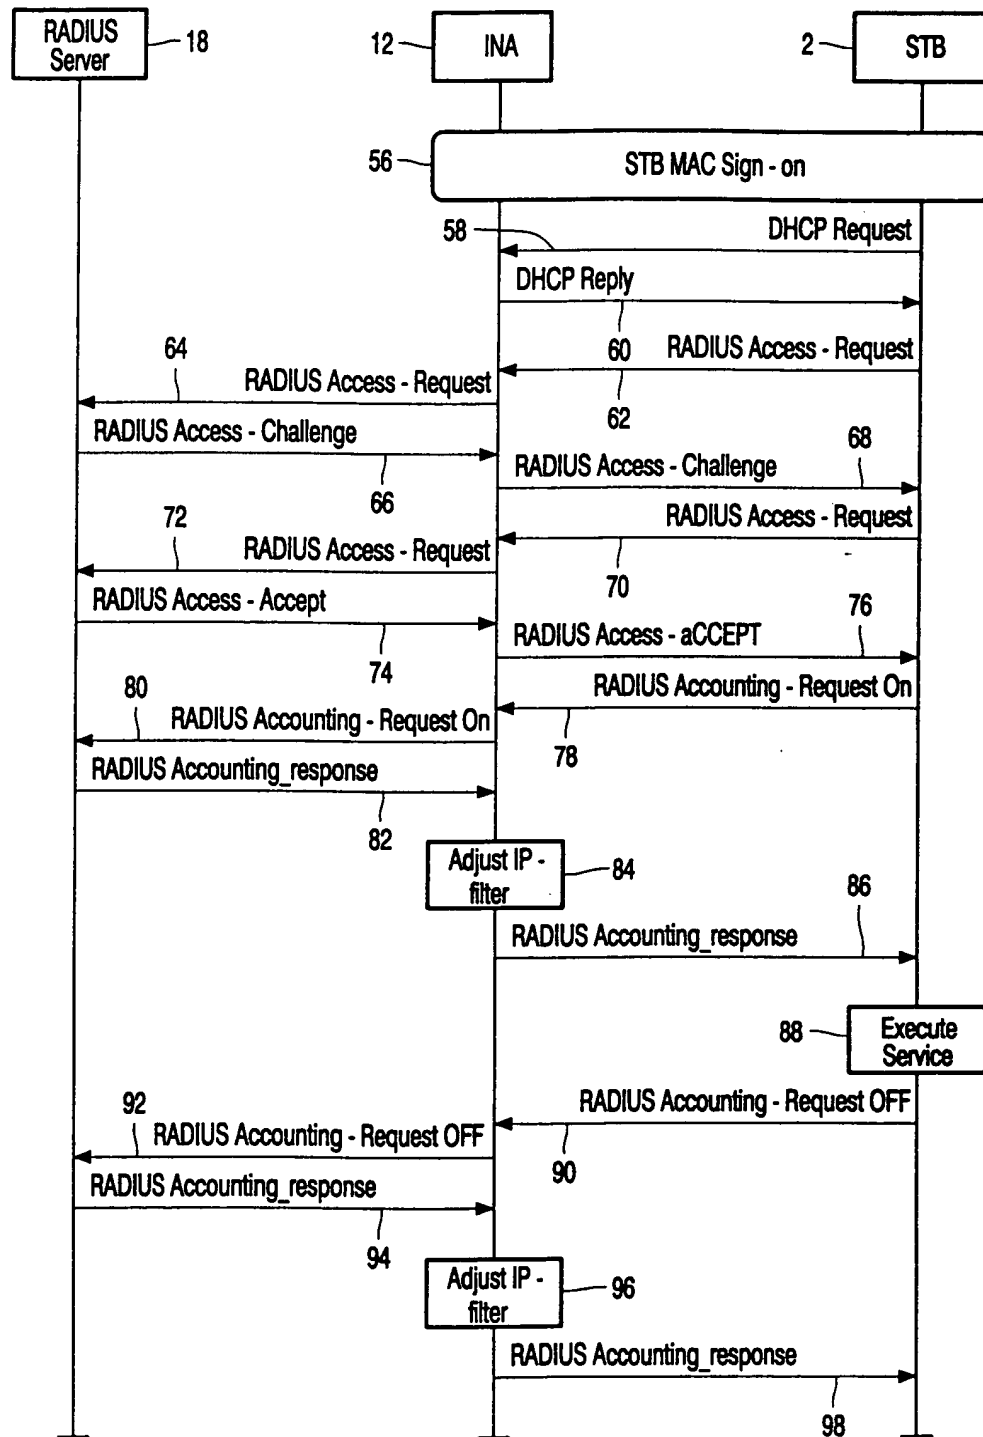 RADIUS
Server
18
12
INA
2
STB
56
STB MAC Sign - on
58
DHCP Request
DHCP Reply
60
64
RADIUS Access - Request
RADIUS Access - Request
62
RADIUS Access - Challenge
66
RADIUS Access - Challenge
68
72
RADIUS Access - Request
RADIUS Access - Request
70
RADIUS Access - Accept
74
RADIUS Access - aCCEPT
76
80
RADIUS Accounting - Request On
RADIUS Accounting - Request On
78
RADIUS Accounting_response
82
Adjust IP -
filter
84
86
RADIUS Accounting_response
88
Execute
Service
92
RADIUS Accounting - Request OFF
RADIUS Accounting - Request OFF
90
RADIUS Accounting_response
94
Adjust IP -
filter
96
RADIUS Accounting_response
98